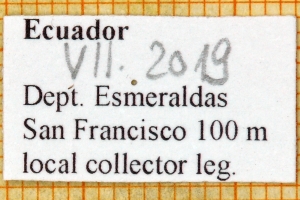 Ecuador
VII. 2019
Dept. Esmeraldas
San Francisco 100 m
local collector leg.